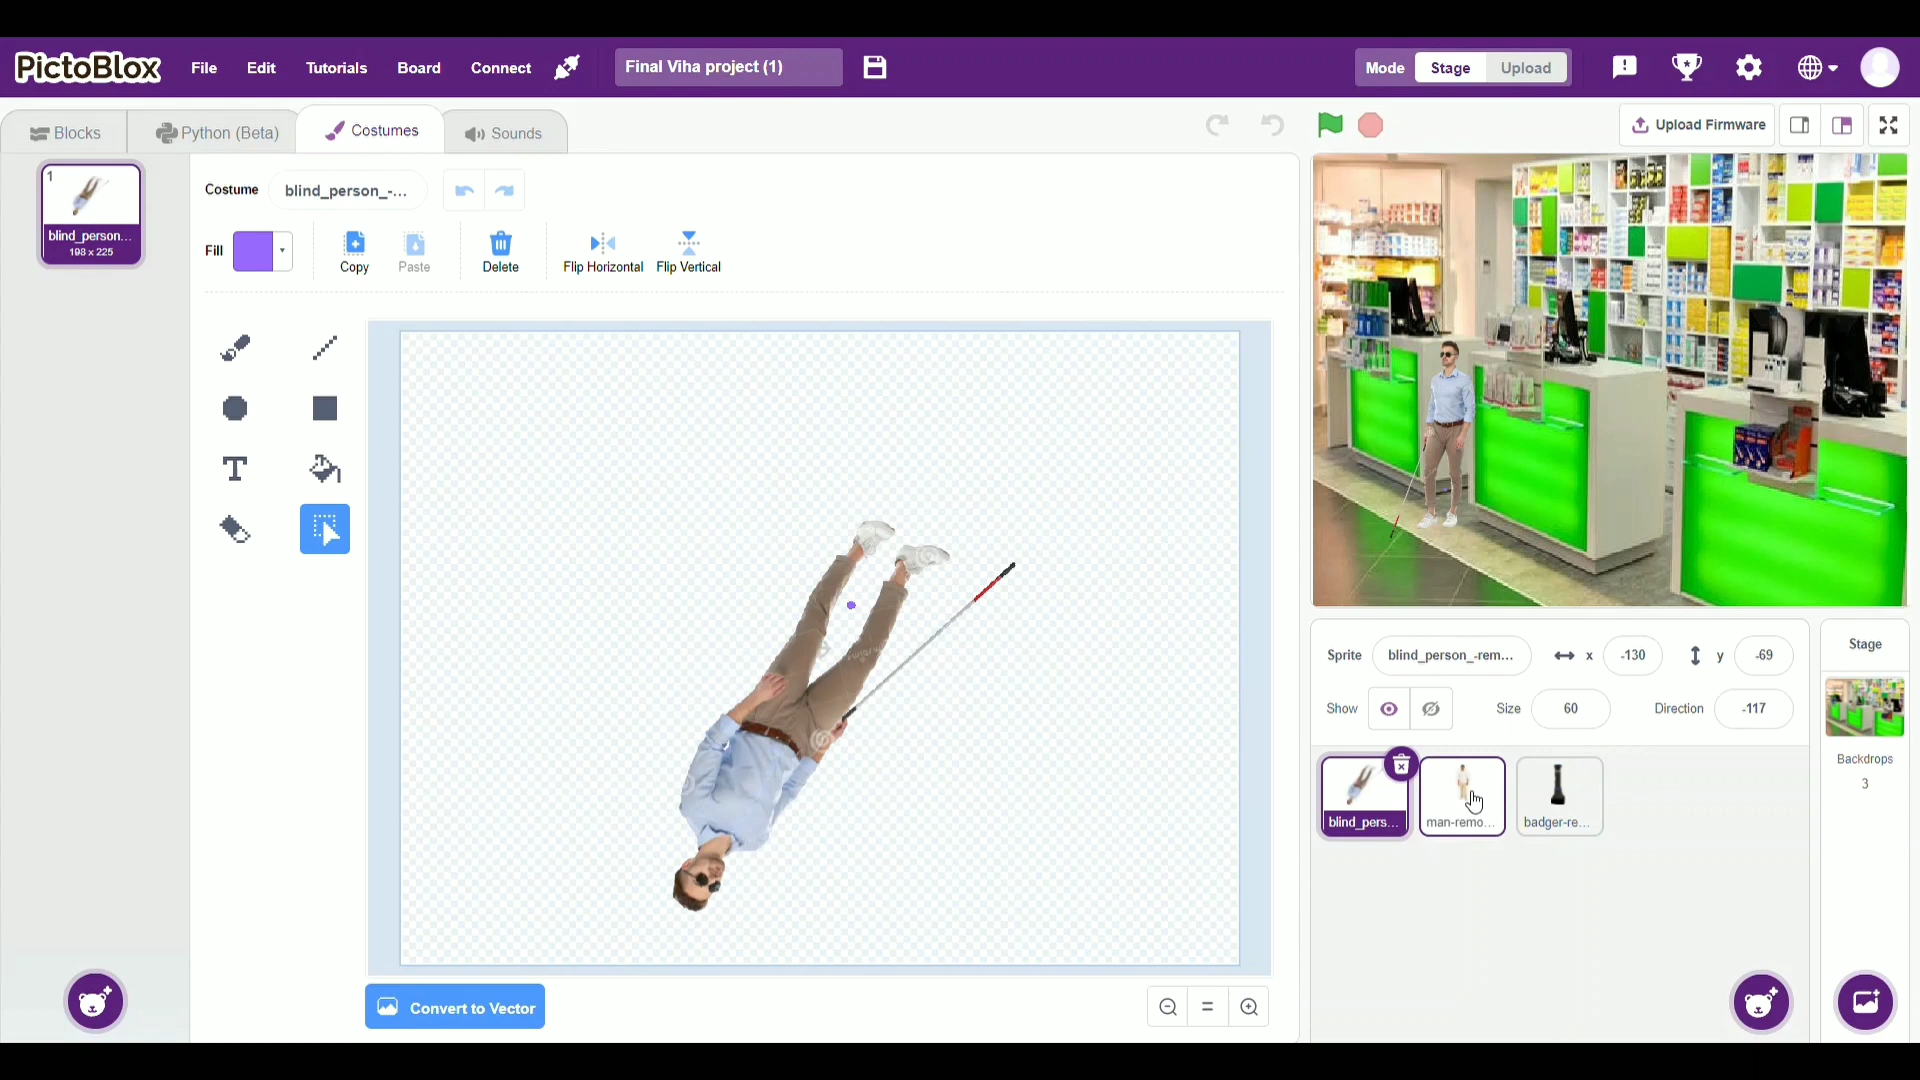 PictoBlox
File
Edit
Tutorials
Board
Connect
Final Viha project (1)
Mode
Stage
Upload
Blocks
Python (Beta)
Costumes
Sounds
Upload Firmware
1
blind_person...
198 x 225
Costume
blind_person_-...
Fill
Copy
Paste
Delete
Flip Horizontal
Flip Vertical
T
Convert to Vector
Sprite
blind_person_-rem...
x
-130
y
-69
Show
Size
60
Direction
-117
blind_pers...
man-remo...
badger-re...
Stage
Backdrops
3